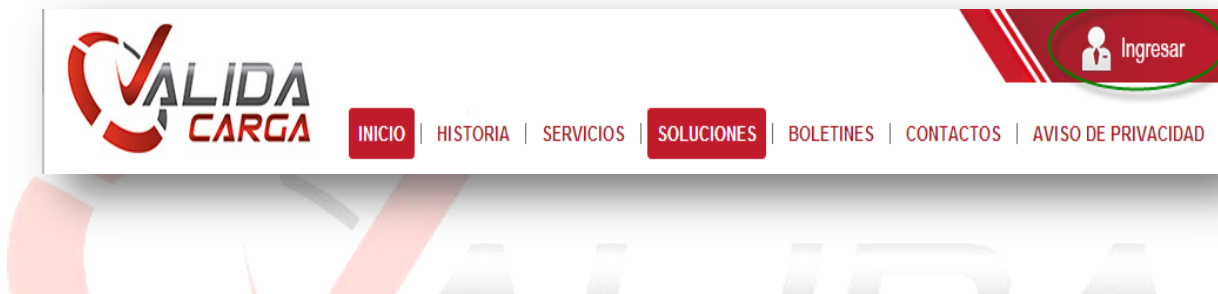 Ingresar
VALIDA
CARGA
INICIO | HISTORIA | SERVICIOS | SOLUCIONES | BOLETINES | CONTACTOS | AVISO DE PRIVACIDAD